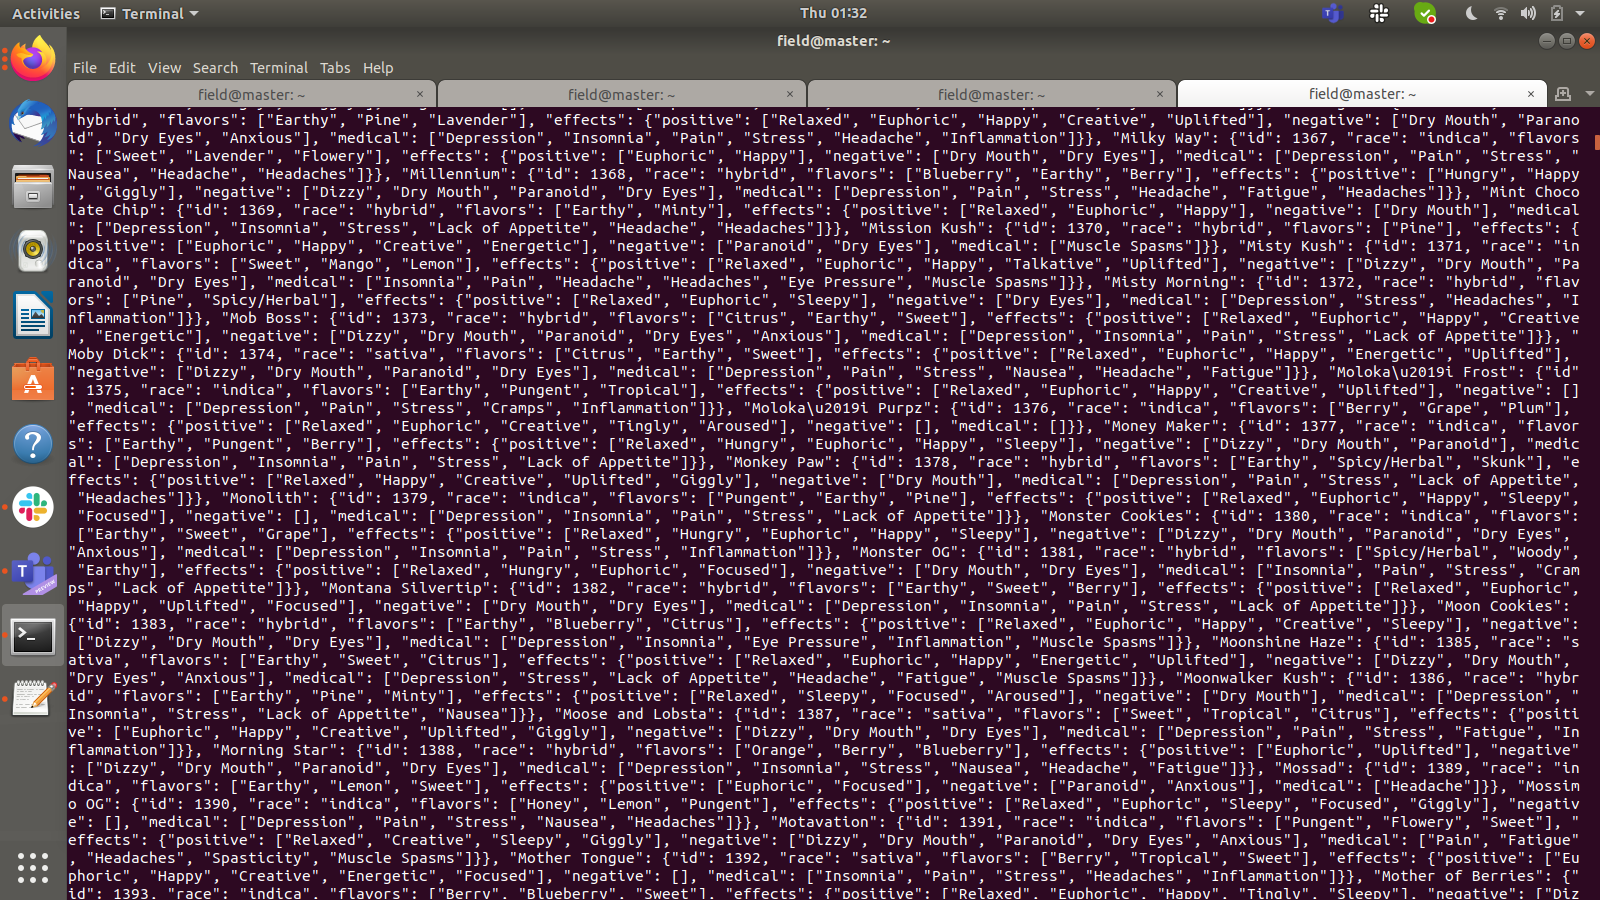 Activities Terminal Thu 01:32
field@master: ~
File Edit View Search Terminal Tabs Help
field@master: ~ × field@master: ~ × field@master: ~ × field@master: ~ ×
"hybrid", "flavors": ["Earthy", "Pine", "Lavender"], "effects": {"positive": ["Relaxed", "Euphoric", "Happy", "Creative", "Uplifted"], "negative": ["Dry Mouth", "Parano
id", "Dry Eyes", "Anxious"], "medical": ["Depression", "Insomnia", "Pain", "Stress", "Headache", "Inflammation"]}}, "Milky Way": {"id": 1367, "race": "indica", "flavors
": ["Sweet", "Lavender", "Flowery"], "effects": {"positive": ["Euphoric", "Happy"], "negative": ["Dry Mouth", "Dry Eyes"], "medical": ["Depression", "Pain", "Stress", "
Nausea", "Headache", "Headaches"]}}, "Millennium": {"id": 1368, "race": "hybrid", "flavors": ["Blueberry", "Earthy", "Berry"], "effects": {"positive": ["Hungry", "Happy
", "Giggly"], "negative": ["Dizzy", "Dry Mouth", "Paranoid", "Dry Eyes"], "medical": ["Depression", "Pain", "Stress", "Headache", "Fatigue", "Headaches"]}}, "Mint Choco
late Chip": {"id": 1369, "race": "hybrid", "flavors": ["Earthy", "Minty"], "effects": {"positive": ["Relaxed", "Euphoric", "Happy"], "negative": ["Dry Mouth"], "medical
": ["Depression", "Insomnia", "Stress", "Lack of Appetite", "Headache", "Headaches"]}}, "Mission Kush": {"id": 1370, "race": "hybrid", "flavors": ["Pine"], "effects": {
"positive": ["Euphoric", "Happy", "Creative", "Energetic"], "negative": ["Paranoid", "Dry Eyes"], "medical": ["Muscle Spasms"]}}, "Misty Kush": {"id": 1371, "race": "in
dica", "flavors": ["Sweet", "Mango", "Lemon"], "effects": {"positive": ["Relaxed", "Euphoric", "Happy", "Talkative", "Uplifted"], "negative": ["Dizzy", "Dry Mouth", "Pa
ranoid", "Dry Eyes"], "medical": ["Insomnia", "Pain", "Headache", "Headaches", "Eye Pressure", "Muscle Spasms"]}}, "Misty Morning": {"id": 1372, "race": "hybrid", "flav
ors": ["Pine", "Spicy/Herbal"], "effects": {"positive": ["Relaxed", "Euphoric", "Sleepy"], "negative": ["Dry Eyes"], "medical": ["Depression", "Stress", "Headaches", "I
nflammation"]}}, "Mob Boss": {"id": 1373, "race": "hybrid", "flavors": ["Citrus", "Earthy", "Sweet"], "effects": {"positive": ["Relaxed", "Euphoric", "Happy", "Creative
", "Energetic"], "negative": ["Dizzy", "Dry Mouth", "Paranoid", "Dry Eyes", "Anxious"], "medical": ["Depression", "Insomnia", "Pain", "Stress", "Lack of Appetite"]}}, "
Moby Dick": {"id": 1374, "race": "sativa", "flavors": ["Citrus", "Earthy", "Sweet"], "effects": {"positive": ["Relaxed", "Euphoric", "Happy", "Energetic", "Uplifted"],
"negative": ["Dizzy", "Dry Mouth", "Paranoid", "Dry Eyes"], "medical": ["Depression", "Pain", "Stress", "Nausea", "Headache", "Fatigue"]}}, "Moloka\u2019i Frost": {"id"
: 1375, "race": "indica", "flavors": ["Earthy", "Pungent", "Tropical"], "effects": {"positive": ["Relaxed", "Euphoric", "Happy", "Creative", "Uplifted"], "negative": []
, "medical": ["Depression", "Pain", "Stress", "Cramps", "Inflammation"]}}, "Moloka\u2019i Purpz": {"id": 1376, "race": "indica", "flavors": ["Berry", "Grape", "Plum"],
"effects": {"positive": ["Relaxed", "Euphoric", "Creative", "Tingly", "Aroused"], "negative": [], "medical": []}}, "Money Maker": {"id": 1377, "race": "indica", "flavor
s": ["Earthy", "Pungent", "Berry"], "effects": {"positive": ["Relaxed", "Hungry", "Euphoric", "Happy", "Sleepy"], "negative": ["Dizzy", "Dry Mouth", "Paranoid"], "medic
al": ["Depression", "Insomnia", "Pain", "Stress", "Lack of Appetite"]}}, "Monkey Paw": {"id": 1378, "race": "hybrid", "flavors": ["Earthy", "Spicy/Herbal", "Skunk"], "e
ffects": {"positive": ["Relaxed", "Happy", "Creative", "Uplifted", "Giggly"], "negative": ["Dry Mouth"], "medical": ["Depression", "Pain", "Stress", "Lack of Appetite",
 "Headaches"]}}, "Monolith": {"id": 1379, "race": "indica", "flavors": ["Pungent", "Earthy", "Pine"], "effects": {"positive": ["Relaxed", "Euphoric", "Happy", "Sleepy",
 "Focused"], "negative": [], "medical": ["Depression", "Insomnia", "Pain", "Stress", "Lack of Appetite"]}}, "Monster Cookies": {"id": 1380, "race": "indica", "flavors":
 ["Earthy", "Sweet", "Grape"], "effects": {"positive": ["Relaxed", "Hungry", "Euphoric", "Happy", "Sleepy"], "negative": ["Dizzy", "Dry Mouth", "Paranoid", "Dry Eyes",
"Anxious"], "medical": ["Depression", "Insomnia", "Pain", "Stress", "Inflammation"]}}, "Monster OG": {"id": 1381, "race": "hybrid", "flavors": ["Spicy/Herbal", "Woody",
 "Earthy"], "effects": {"positive": ["Relaxed", "Hungry", "Euphoric", "Focused"], "negative": ["Dry Mouth", "Dry Eyes"], "medical": ["Insomnia", "Pain", "Stress", "Cram
ps", "Lack of Appetite"]}}, "Montana Silvertip": {"id": 1382, "race": "hybrid", "flavors": ["Earthy", "Sweet", "Berry"], "effects": {"positive": ["Relaxed", "Euphoric",
 "Happy", "Uplifted", "Focused"], "negative": ["Dry Mouth", "Dry Eyes"], "medical": ["Depression", "Insomnia", "Pain", "Stress", "Lack of Appetite"]}}, "Moon Cookies":
{"id": 1383, "race": "hybrid", "flavors": ["Earthy", "Blueberry", "Citrus"], "effects": {"positive": ["Relaxed", "Euphoric", "Happy", "Creative", "Sleepy"], "negative":
 ["Dizzy", "Dry Mouth", "Dry Eyes"], "medical": ["Depression", "Insomnia", "Eye Pressure", "Inflammation", "Muscle Spasms"]}}, "Moonshine Haze": {"id": 1385, "race": "s
ativa", "flavors": ["Earthy", "Sweet", "Citrus"], "effects": {"positive": ["Relaxed", "Euphoric", "Happy", "Energetic", "Uplifted"], "negative": ["Dizzy", "Dry Mouth",
"Dry Eyes", "Anxious"], "medical": ["Depression", "Stress", "Lack of Appetite", "Headache", "Fatigue", "Muscle Spasms"]}}, "Moonwalker Kush": {"id": 1386, "race": "hybr
id", "flavors": ["Earthy", "Pine", "Minty"], "effects": {"positive": ["Relaxed", "Sleepy", "Focused", "Aroused"], "negative": ["Dry Mouth"], "medical": ["Depression", "
Insomnia", "Stress", "Lack of Appetite", "Nausea"]}}, "Moose and Lobsta": {"id": 1387, "race": "sativa", "flavors": ["Sweet", "Tropical", "Citrus"], "effects": {"positi
ve": ["Euphoric", "Happy", "Creative", "Uplifted", "Giggly"], "negative": ["Dizzy", "Dry Mouth", "Dry Eyes"], "medical": ["Depression", "Pain", "Stress", "Fatigue", "In
flammation"]}}, "Morning Star": {"id": 1388, "race": "hybrid", "flavors": ["Orange", "Berry", "Blueberry"], "effects": {"positive": ["Euphoric", "Uplifted"], "negative"
: ["Dizzy", "Dry Mouth", "Paranoid", "Dry Eyes"], "medical": ["Depression", "Insomnia", "Stress", "Nausea", "Headache", "Fatigue"]}}, "Mossad": {"id": 1389, "race": "in
dica", "flavors": ["Earthy", "Lemon", "Sweet"], "effects": {"positive": ["Euphoric", "Focused"], "negative": ["Paranoid", "Anxious"], "medical": ["Headache"]}}, "Mossim
o OG": {"id": 1390, "race": "indica", "flavors": ["Honey", "Lemon", "Pungent"], "effects": {"positive": ["Relaxed", "Euphoric", "Sleepy", "Focused", "Giggly"], "negativ
e": [], "medical": ["Depression", "Pain", "Stress", "Nausea", "Headaches"]}}, "Motavation": {"id": 1391, "race": "indica", "flavors": ["Pungent", "Flowery", "Sweet"], "
effects": {"positive": ["Relaxed", "Creative", "Sleepy", "Giggly"], "negative": ["Dizzy", "Dry Mouth", "Paranoid", "Dry Eyes", "Anxious"], "medical": ["Pain", "Fatigue"
, "Headaches", "Spasticity", "Muscle Spasms"]}}, "Mother Tongue": {"id": 1392, "race": "sativa", "flavors": ["Berry", "Tropical", "Sweet"], "effects": {"positive": ["Eu
phoric", "Happy", "Creative", "Energetic", "Focused"], "negative": [], "medical": ["Insomnia", "Pain", "Stress", "Headaches", "Inflammation"]}}, "Mother of Berries": {"
id": 1393, "race": "indica", "flavors": ["Berry", "Blueberry", "Sweet"], "effects": {"positive": ["Relaxed", "Euphoric", "Happy", "Tingly", "Sleepy"], "negative": ["Diz